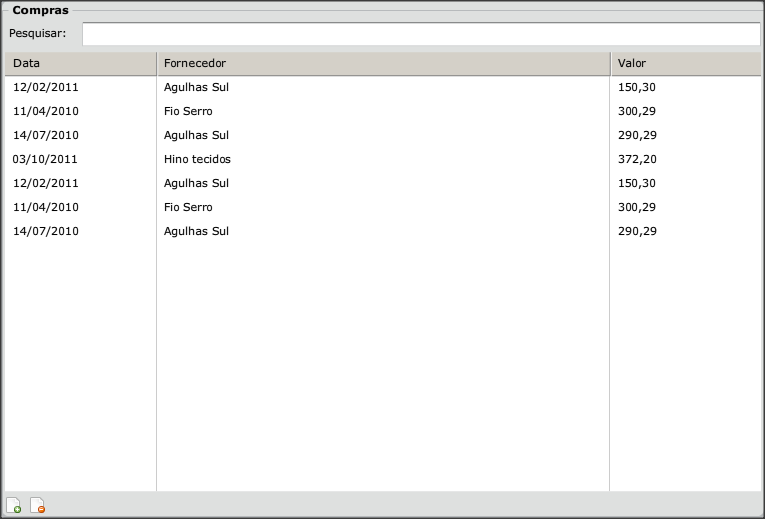 Compras
Pesquisar:
Data Fornecedor Valor
12/02/2011 Agulhas Sul 150,30
11/04/2010 Fio Serro 300,29
14/07/2010 Agulhas Sul 290,29
03/10/2011 Hino tecidos 372,20
12/02/2011 Agulhas Sul 150,30
11/04/2010 Fio Serro 300,29
14/07/2010 Agulhas Sul 290,29